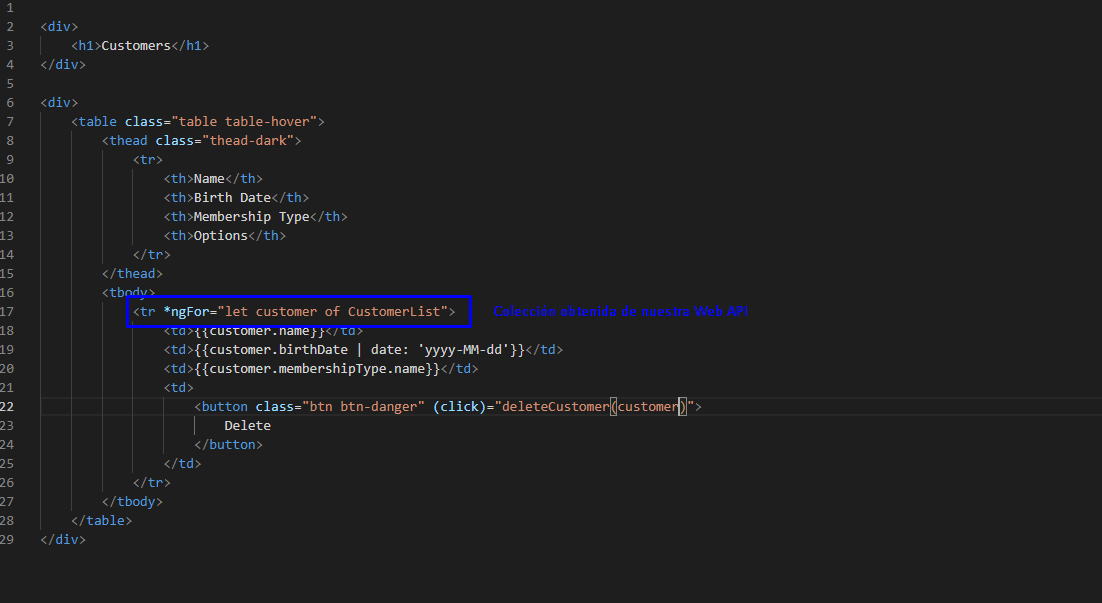 1
2 <div>
3 <h1>Customers</h1>
4 </div>
5
6 <div>
7 <table class="table table-hover">
8 <thead class="thead-dark">
9 <tr>
10 <th>Name</th>
11 <th>Birth Date</th>
12 <th>Membership Type</th>
13 <th>Options</th>
14 </tr>
15 </thead>
16 <tbody>
17 <tr *ngFor="let customer of CustomerList"> Colección obtenida de nuestra Web API
18 <td>{{customer.name}}</td>
19 <td>{{customer.birthDate | date: 'yyyy-MM-dd'}}</td>
20 <td>{{customer.membershipType.name}}</td>
21 <td>
22 <button class="btn btn-danger" (click)="deleteCustomer(customer)">
23 Delete
24 </button>
25 </td>
26 </tr>
27 </tbody>
28 </table>
29 </div>